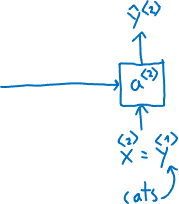 ŷ<2>
a<2>
x<2> = y<1>
cats